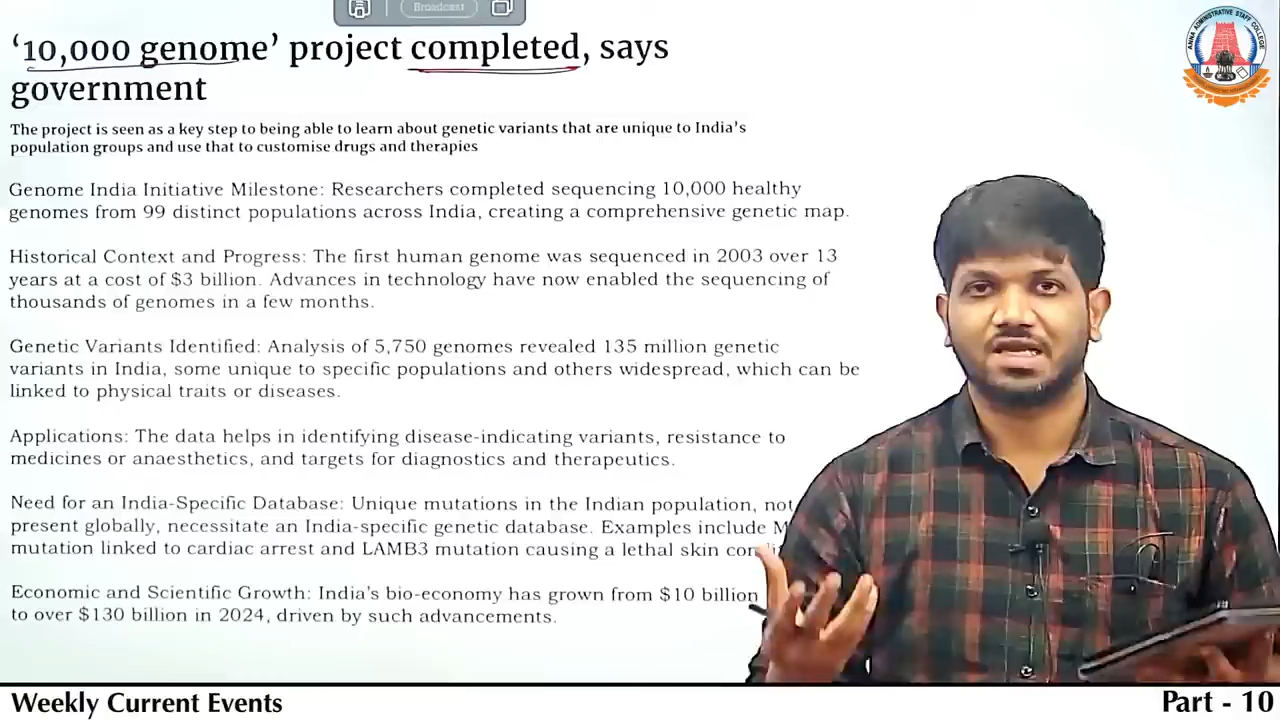 Broadcast
‘10,000 genome’ project completed, says
government
The project is seen as a key step to being able to learn about genetic variants that are unique to India’s
population groups and use that to customise drugs and therapies
Genome India Initiative Milestone: Researchers completed sequencing 10,000 healthy
genomes from 99 distinct populations across India, creating a comprehensive genetic map.
Historical Context and Progress: The first human genome was sequenced in 2003 over 13
years at a cost of $3 billion. Advances in technology have now enabled the sequencing of
thousands of genomes in a few months.
Genetic Variants Identified: Analysis of 5,750 genomes revealed 135 million genetic
variants in India, some unique to specific populations and others widespread, which can be
linked to physical traits or diseases.
Applications: The data helps in identifying disease-indicating variants, resistance to
medicines or anaesthetics, and targets for diagnostics and therapeutics.
Need for an India-Specific Database: Unique mutations in the Indian population, not
present globally, necessitate an India-specific genetic database. Examples include M
mutation linked to cardiac arrest and LAMB3 mutation causing a lethal skin
Economic and Scientific Growth: India’s bio-economy has grown from $10 billion
to over $130 billion in 2024, driven by such advancements.
ANNA ADMINISTRATIVE STAFF COLLEGE
Weekly Current Events
Part - 10